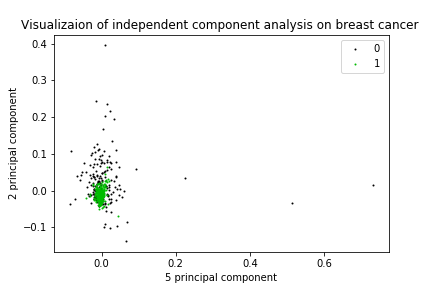 Visualizaion of independent component analysis on breast cancer
0
1
0.4
0.3
0.2
0.1
0.0
−0.1
2 principal component
0.0 0.2 0.4 0.6
5 principal component